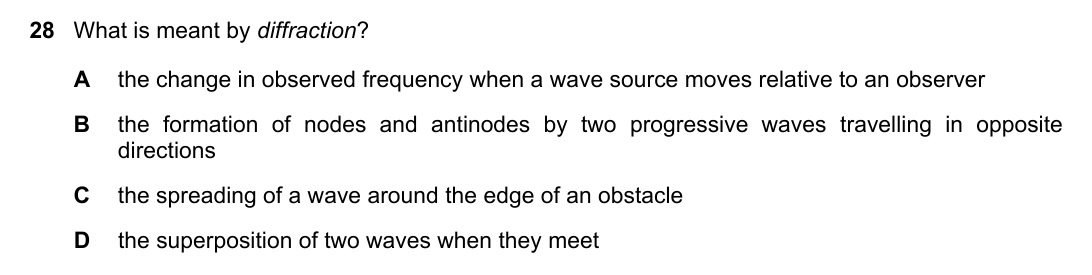 28 What is meant by diffraction?
A the change in observed frequency when a wave source moves relative to an observer
B the formation of nodes and antinodes by two progressive waves travelling in opposite
directions
C the spreading of a wave around the edge of an obstacle
D the superposition of two waves when they meet